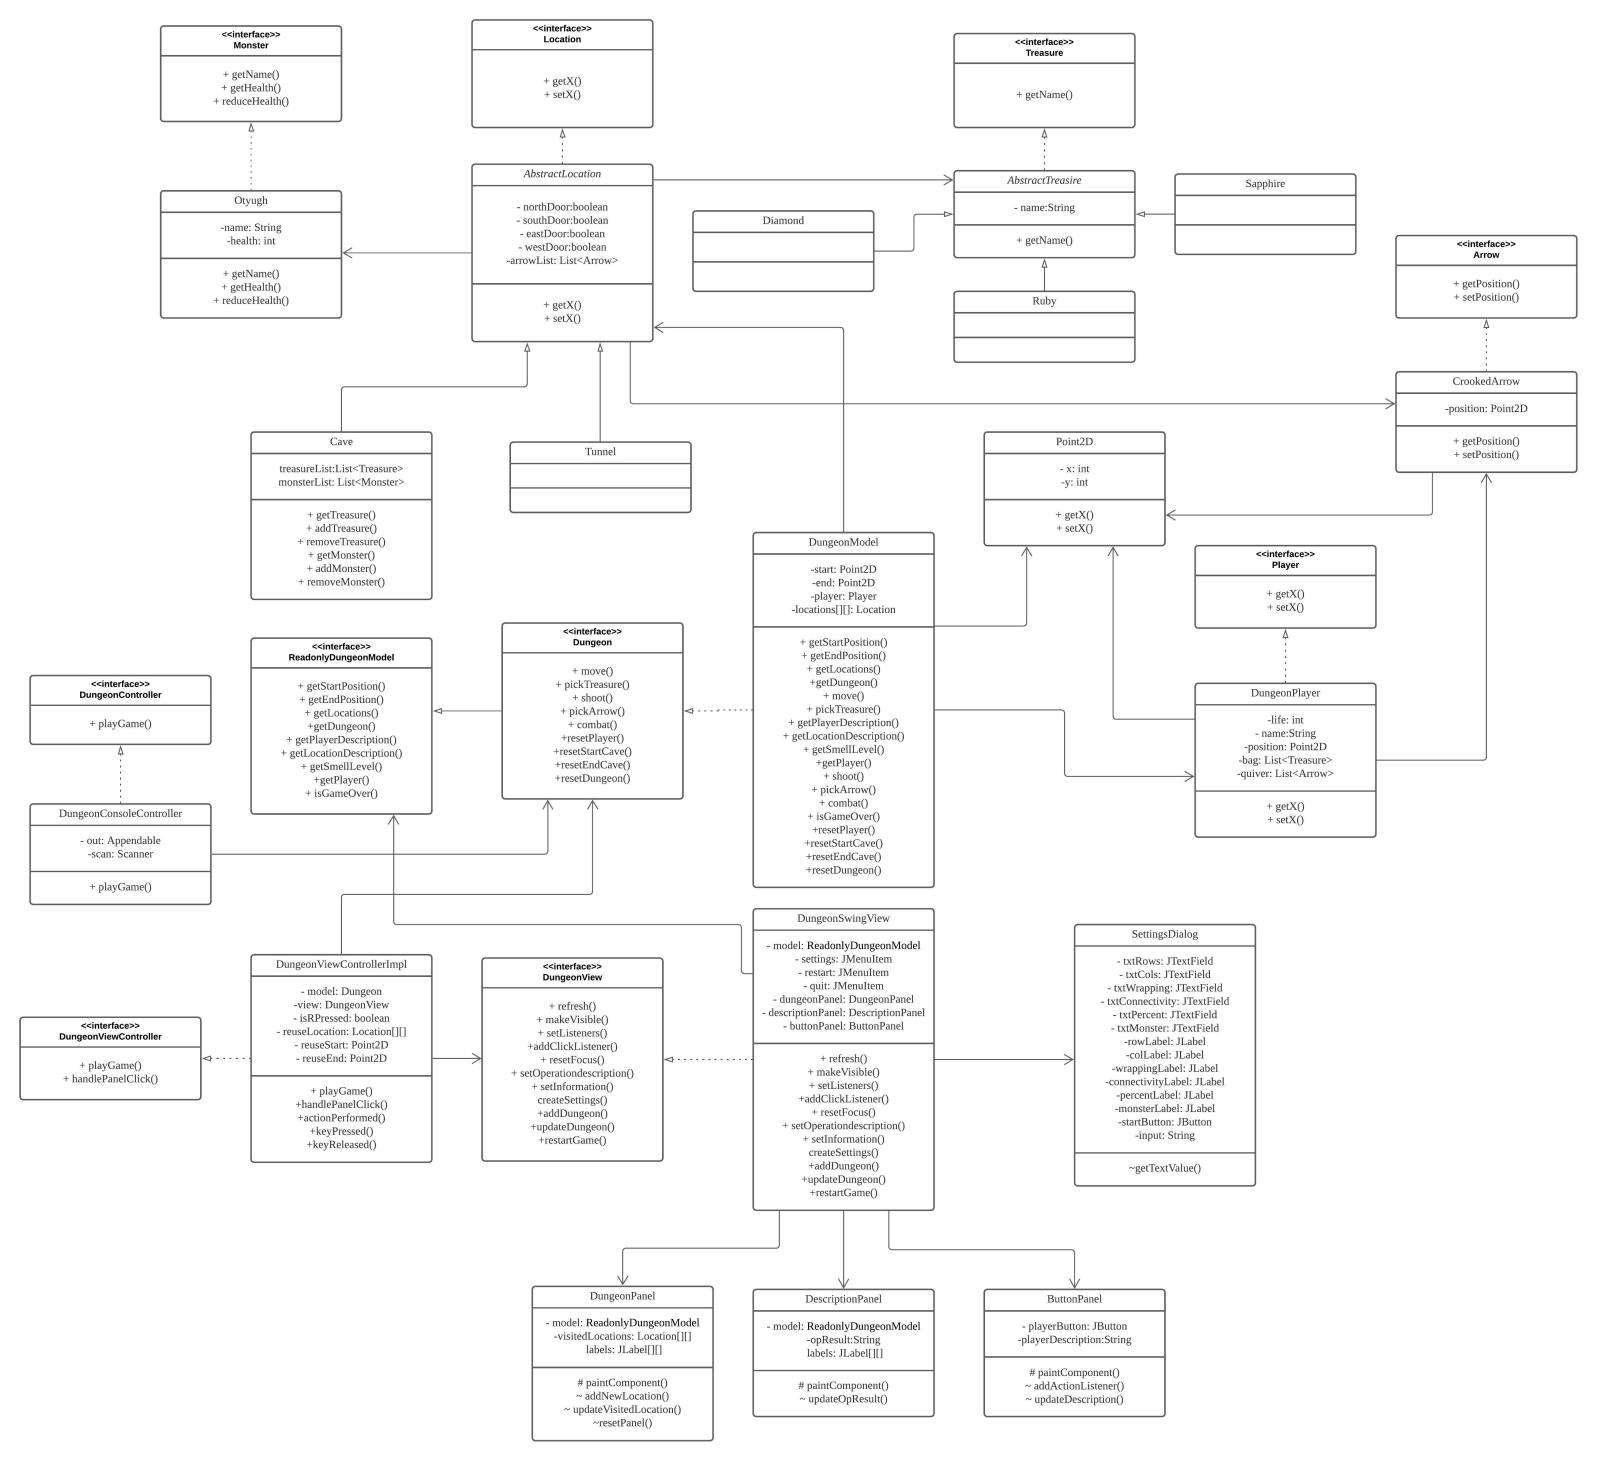 <<interface>>
Monster
+ getName()
+ getHealth()
+ reduceHealth()
<<interface>>
Location
+ getX()
+ setX()
<<interface>>
Treasure
+ getName()
Otyugh
-name: String
-health: int
+ getName()
+ getHealth()
+ reduceHealth()
AbstractLocation
- northDoor:boolean
- southDoor:boolean
- eastDoor:boolean
- westDoor:boolean
-arrowList: List<Arrow>
+ getX()
+ setX()
Diamond
AbstractTreasire
- name:String
+ getName()
Sapphire
Ruby
<<interface>>
Arrow
+ getPosition()
+ setPosition()
CrookedArrow
-position: Point2D
+ getPosition()
+ setPosition()
Cave
treasureList:List<Treasure>
monsterList: List<Monster>
+ getTreasure()
+ addTreasure()
+ removeTreasure()
+ getMonster()
+ addMonster()
+ removeMonster()
Tunnel
Point2D
- x: int
-y: int
+ getX()
+ setX()
DungeonModel
-start: Point2D
-end: Point2D
-player: Player
-locations[][]: Location
+ getStartPosition()
+ getEndPosition()
+ getLocations()
+getDungeon()
+ move()
+ pickTreasure()
+ getPlayerDescription()
+ getLocationDescription()
+ getSmellLevel()
+getPlayer()
+ shoot()
+ pickArrow()
+ combat()
+ isGameOver()
+resetPlayer()
+resetStartCave()
+resetEndCave()
+resetDungeon()
<<interface>>
Player
+ getX()
+ setX()
DungeonPlayer
-life: int
- name:String
-position: Point2D
-bag: List<Treasure>
-quiver: List<Arrow>
+ getX()
+ setX()
<<interface>>
DungeonController
+ playGame()
<<interface>>
ReadonlyDungeonModel
+ getStartPosition()
+ getEndPosition()
+ getLocations()
+getDungeon()
+ getPlayerDescription()
+ getLocationDescription()
+ getSmellLevel()
+getPlayer()
+ isGameOver()
<<interface>>
Dungeon
+ move()
+ pickTreasure()
+ shoot()
+ pickArrow()
+ combat()
+resetPlayer()
+resetStartCave()
+resetEndCave()
+resetDungeon()
DungeonConsoleController
- out: Appendable
-scan: Scanner
+ playGame()
<<interface>>
DungeonViewController
+ playGame()
+ handlePanelClick()
DungeonViewControllerImpl
- model: Dungeon
-view: DungeonView
- isRPressed: boolean
- reuseLocation: Location[][]
- reuseStart: Point2D
- reuseEnd: Point2D
+ playGame()
+handlePanelClick()
+actionPerformed()
+keyPressed()
+keyReleased()
<<interface>>
DungeonView
+ refresh()
+ makeVisible()
+ setListeners()
+addClickListener()
+ resetFocus()
+ setOperationdescription()
+ setInformation()
createSettings()
+addDungeon()
+updateDungeon()
+restartGame()
DungeonSwingView
- model: ReadonlyDungeonModel
- settings: JMenuItem
- restart: JMenuItem
- quit: JMenuItem
- dungeonPanel: DungeonPanel
- descriptionPanel: DescriptionPanel
- buttonPanel: ButtonPanel
+ refresh()
+ makeVisible()
+ setListeners()
+addClickListener()
+ resetFocus()
+ setOperationdescription()
+ setInformation()
createSettings()
+addDungeon()
+updateDungeon()
+restartGame()
SettingsDialog
- txtRows: JTextField
- txtCols: JTextField
- txtWrapping: JTextField
- txtConnectivity: JTextField
- txtPercent: JTextField
- txtMonster: JTextField
-rowLabel: JLabel
-colLabel: JLabel
-wrappingLabel: JLabel
-connectivityLabel: JLabel
-percentLabel: JLabel
-monsterLabel: JLabel
-startButton: JButton
-input: String
~getTextValue()
DungeonPanel
- model: ReadonlyDungeonModel
-visitedLocations: Location[][]
labels: JLabel[][]
# paintComponent()
~ addNewLocation()
~ updateVisitedLocation()
~resetPanel()
DescriptionPanel
- model: ReadonlyDungeonModel
-opResult:String
labels: JLabel[][]
# paintComponent()
~ updateOpResult()
ButtonPanel
- playerButton: JButton
-playerDescription:String
# paintComponent()
~ addActionListener()
~ updateDescription()